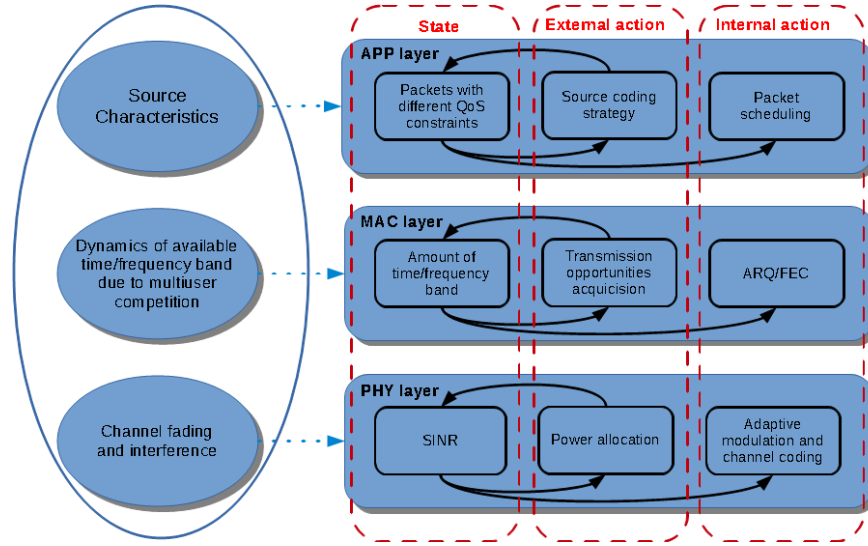 State
External action
Internal action
APP layer
Source
Characteristics
Packets with
different QoS
constraints
Source coding
strategy
Packet
scheduling
MAC layer
Dynamics of available
time/frequency band
due to multiuser
competition
Amount of
time/frequency
band
Transmission
opportunities
acquicision
ARQ/FEC
PHY layer
Channel fading
and interference
SINR
Power allocation
Adaptive
modulation and
channel coding